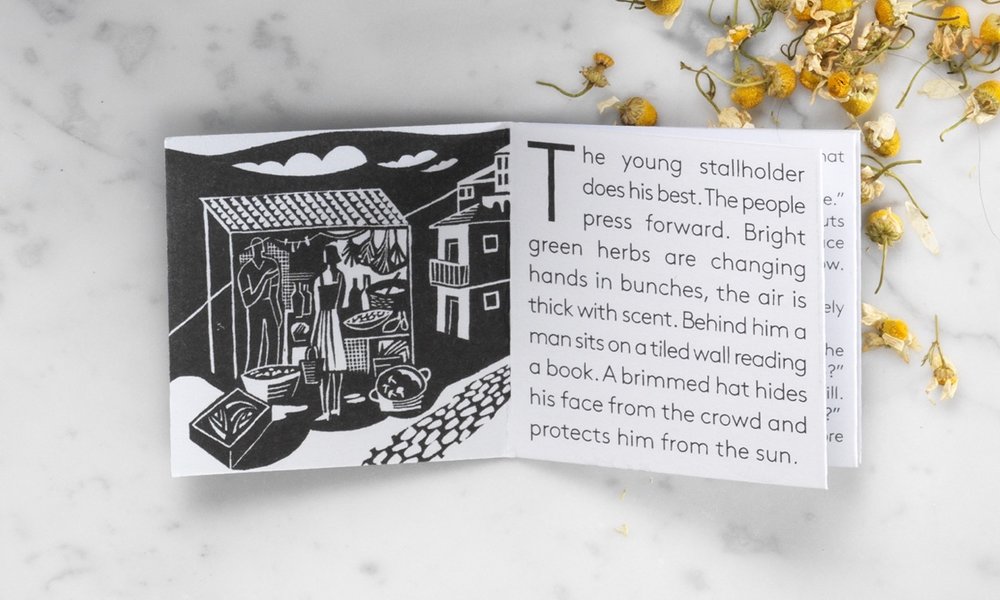 The young stallholder
does his best. The people
press forward. Bright
green herbs are changing
hands in bunches, the air is
thick with scent. Behind him a
man sits on a tiled wall reading
a book. A brimmed hat hides
his face from the crowd and
protects him from the sun.